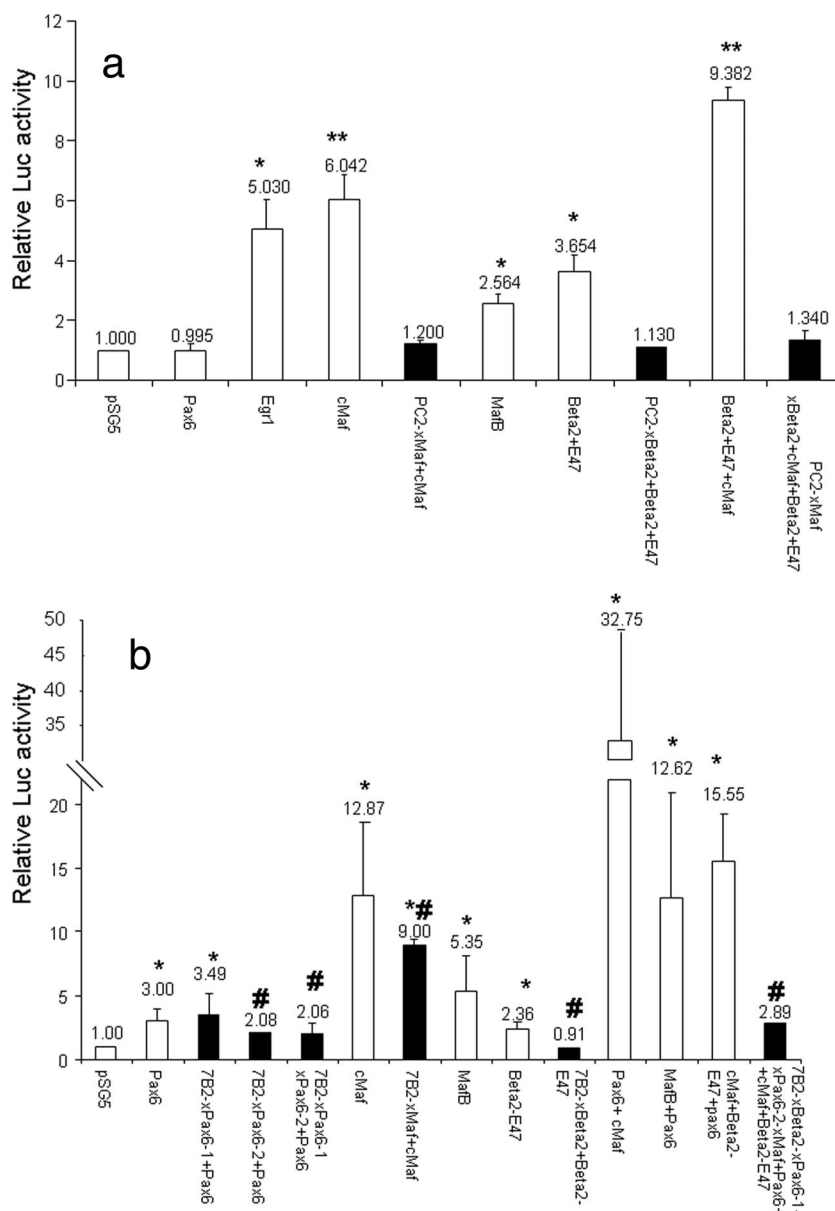 a
Relative Luc activity
12
10
8
6
4
2
0
1.000
0.995
*
5.030
**
6.042
1.200
*
2.564
*
3.654
1.130
**
9.382
1.340
pSG5
Pax6
Egr1
cMaf
PC2-xMaf+cMaf
MafB
Beta2+E47
PC2-xBeta2+Beta2+E47
Beta2+E47+cMaf
PC2-xMaf
xBeta2+cMaf+Beta2+E47
b
Relative Luc activity
50
45
40
35
20
15
10
5
0
1.00
*
3.00
*
3.49
#
2.08
#
2.06
*
12.87
*#
9.00
*
5.35
*
2.36
#
0.91
*
32.75
*
12.62
*
15.55
#
2.89
pSG5
Pax6
7B2-xPax6-1+Pax6
7B2-xPax6-2+Pax6
7B2-xPax6-1
xPax6-2+Pax6
cMaf
7B2-xMaf+cMaf
MafB
Beta2-E47
7B2-xBeta2+Beta2-
E47
Pax6+ cMaf
MafB+Pax6
cMaf+Beta2-
E47+pax6
7B2-xBeta2-xPax6-1-
xPax6-2-xMaf+Pax6-
+cMaf+Beta2-E47